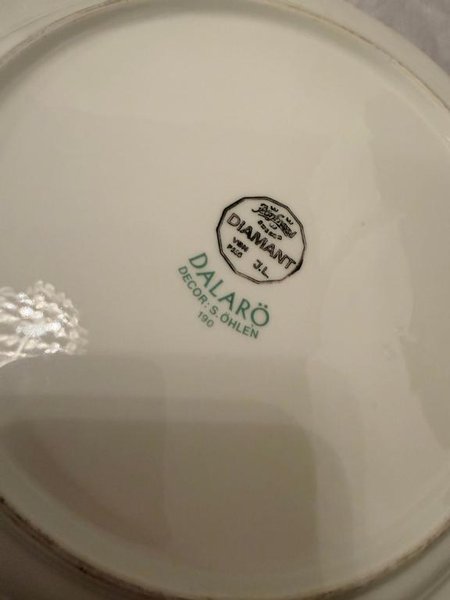 DIAMANT
J.L
DALARÖ
DECOR: S. ÖHLEN
190